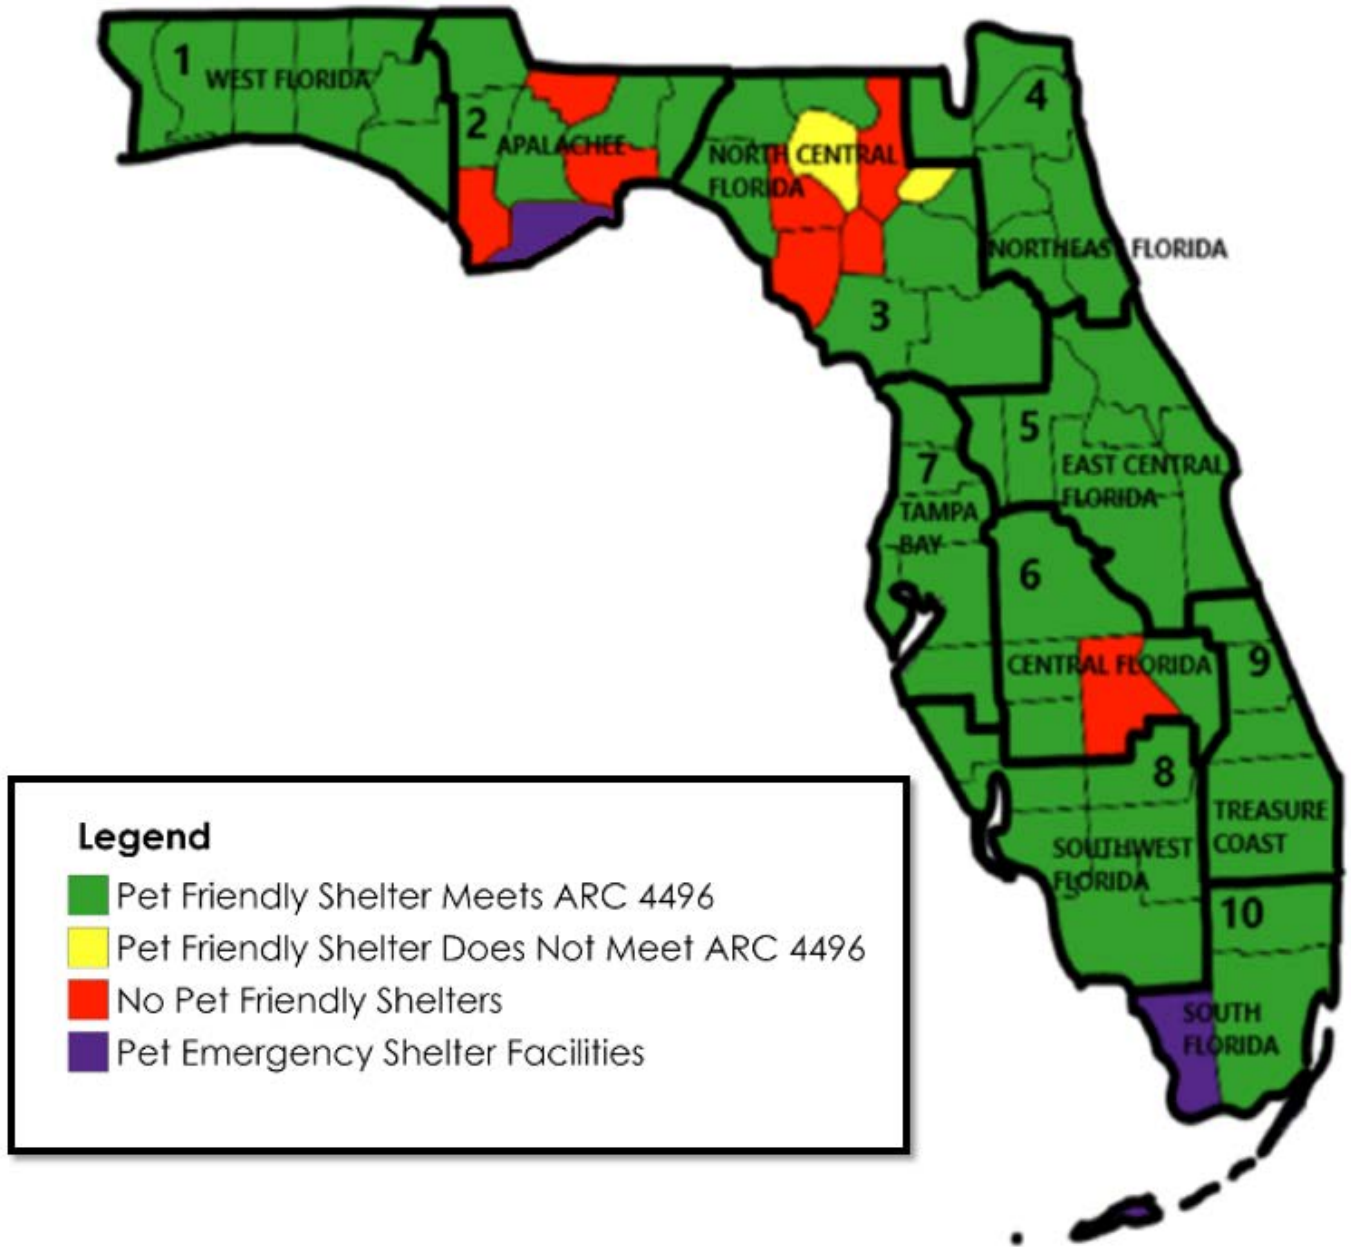 1
WEST FLORIDA
2
APALACHEE
NORTH CENTRAL
FLORIDA
3
4
NORTHEAST FLORIDA
5
EAST CENTRAL
FLORIDA
7
TAMPA
BAY
6
CENTRAL FLORIDA
9
8
SOUTHWEST
FLORIDA
TREASURE
COAST
10
SOUTH
FLORIDA
Legend
Pet Friendly Shelter Meets ARC 4496
Pet Friendly Shelter Does Not Meet ARC 4496
No Pet Friendly Shelters
Pet Emergency Shelter Facilities